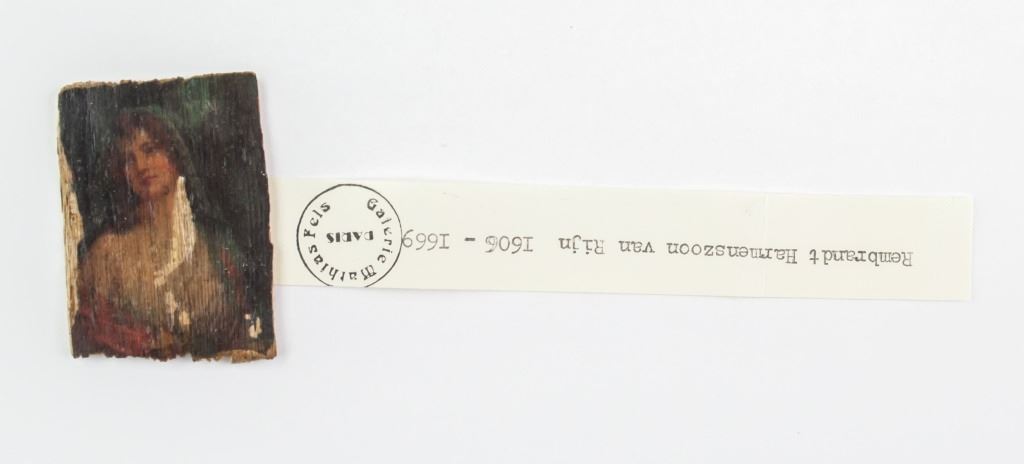 Rembrandt Harmenszoon van Rijn 1606 - 1669
Galerie Mathias Fels
PARIS